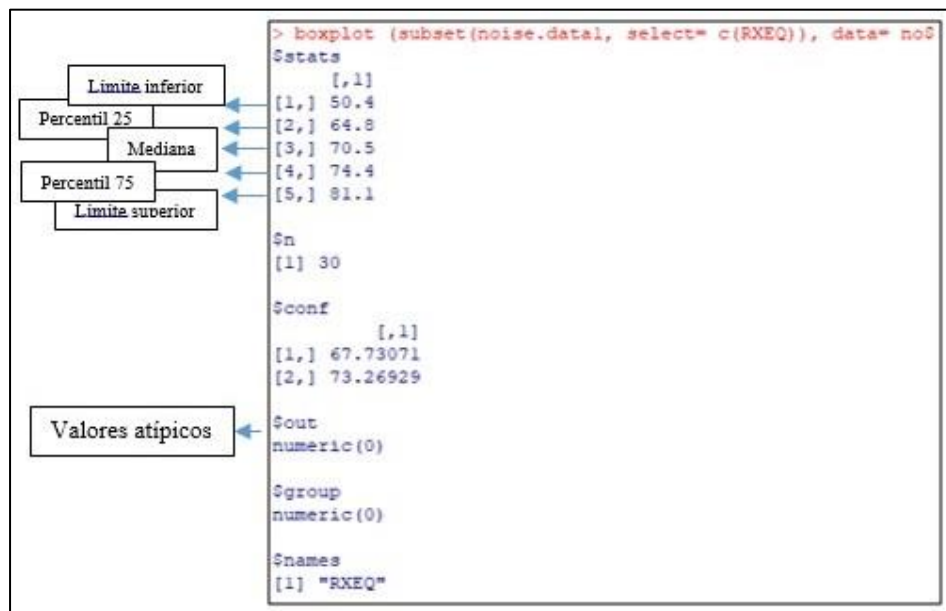 > boxplot (subset(noise.data1, select= c(RXEQ)), data= no$
$stats
[,1]
Limite inferior
[1,] 50.4
Percentil 25
[2,] 64.8
Mediana
[3,] 70.5
Percentil 75
[4,] 74.4
Limite superior
[5,] 81.1
$n
[1] 30
$conf
[,1]
[1,] 67.73071
[2,] 73.26929
Valores atípicos
$out
numeric(0)
$group
numeric(0)
$names
[1] "RXEQ"